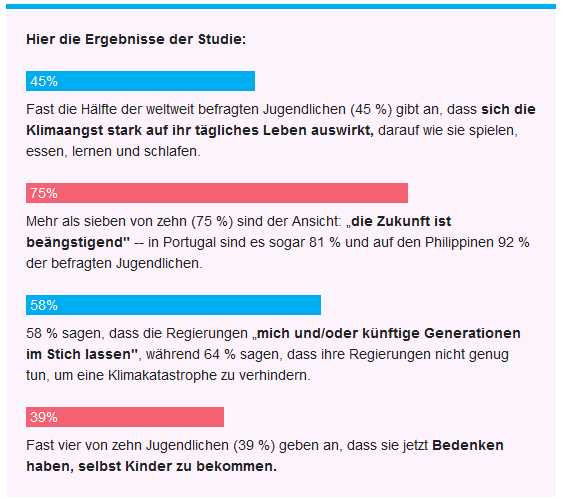 Hier die Ergebnisse der Studie:
45%
Fast die Hälfte der weltweit befragten Jugendlichen (45 %) gibt an, dass sich die
Klimaangst stark auf ihr tägliches Leben auswirkt, darauf wie sie spielen,
essen, lernen und schlafen.
75%
Mehr als sieben von zehn (75 %) sind der Ansicht: „die Zukunft ist
beängstigend" -- in Portugal sind es sogar 81 % und auf den Philippinen 92 %
der befragten Jugendlichen.
58%
58 % sagen, dass die Regierungen „mich und/oder künftige Generationen
im Stich lassen", während 64 % sagen, dass ihre Regierungen nicht genug
tun, um eine Klimakatastrophe zu verhindern.
39%
Fast vier von zehn Jugendlichen (39 %) geben an, dass sie jetzt Bedenken
haben, selbst Kinder zu bekommen.